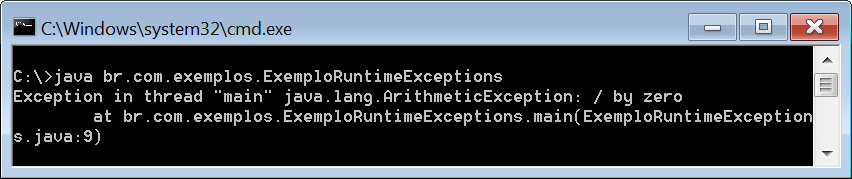 C:\Windows\system32\cmd.exe
C:\>java br.com.exemplos.ExemploRuntimeExceptions
Exception in thread "main" java.lang.ArithmeticException: / by zero
        at br.com.exemplos.ExemploRuntimeExceptions.main(ExemploRuntimeException
s.java:9)